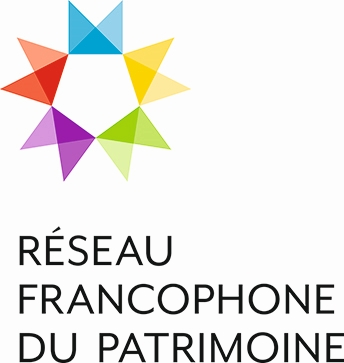 RÉSEAU
FRANCOPHONE
DU PATRIMOINE